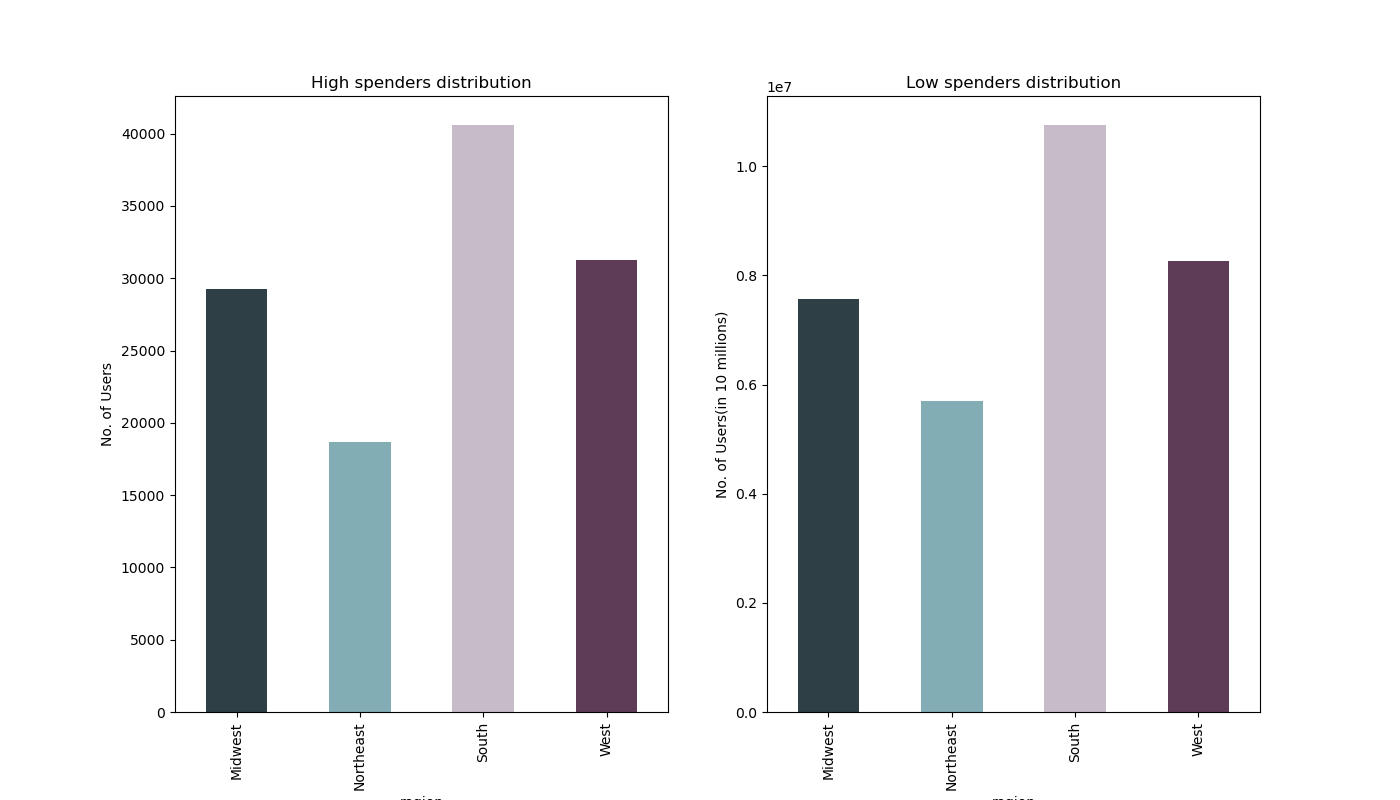 High spenders distribution
No. of Users
40000
35000
30000
25000
20000
15000
10000
5000
0
Midwest
Northeast
South
West
region
Low spenders distribution
1e7
No. of Users(in 10 millions)
1.0
0.8
0.6
0.4
0.2
0.0
Midwest
Northeast
South
West
region